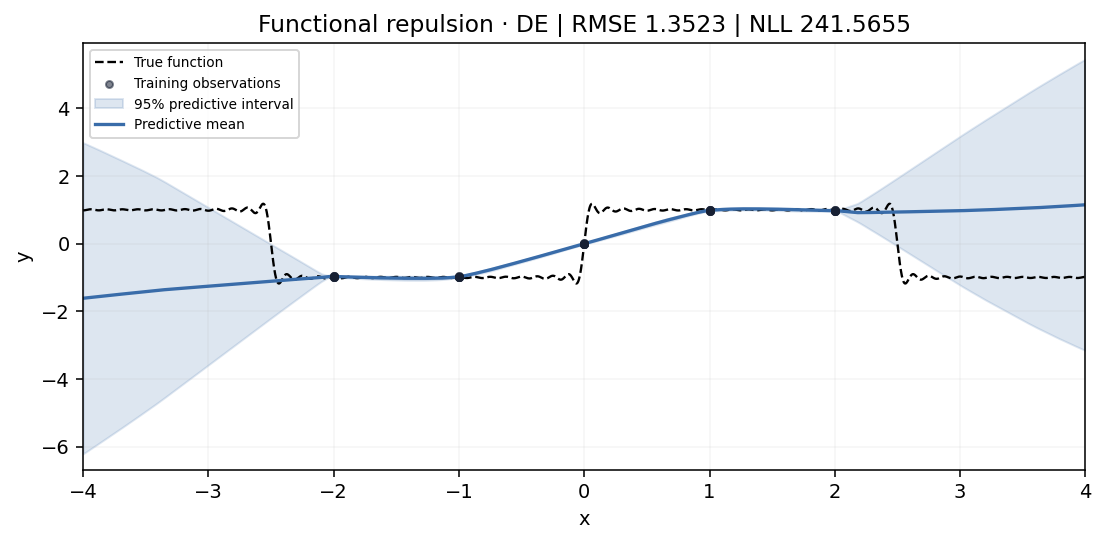 Functional repulsion · DE | RMSE 1.3523 | NLL 241.5655
True function
Training observations
95% predictive interval
Predictive mean
y
4
2
0
−2
−4
−6
−4
−3
−2
−1
0
1
2
3
4
x